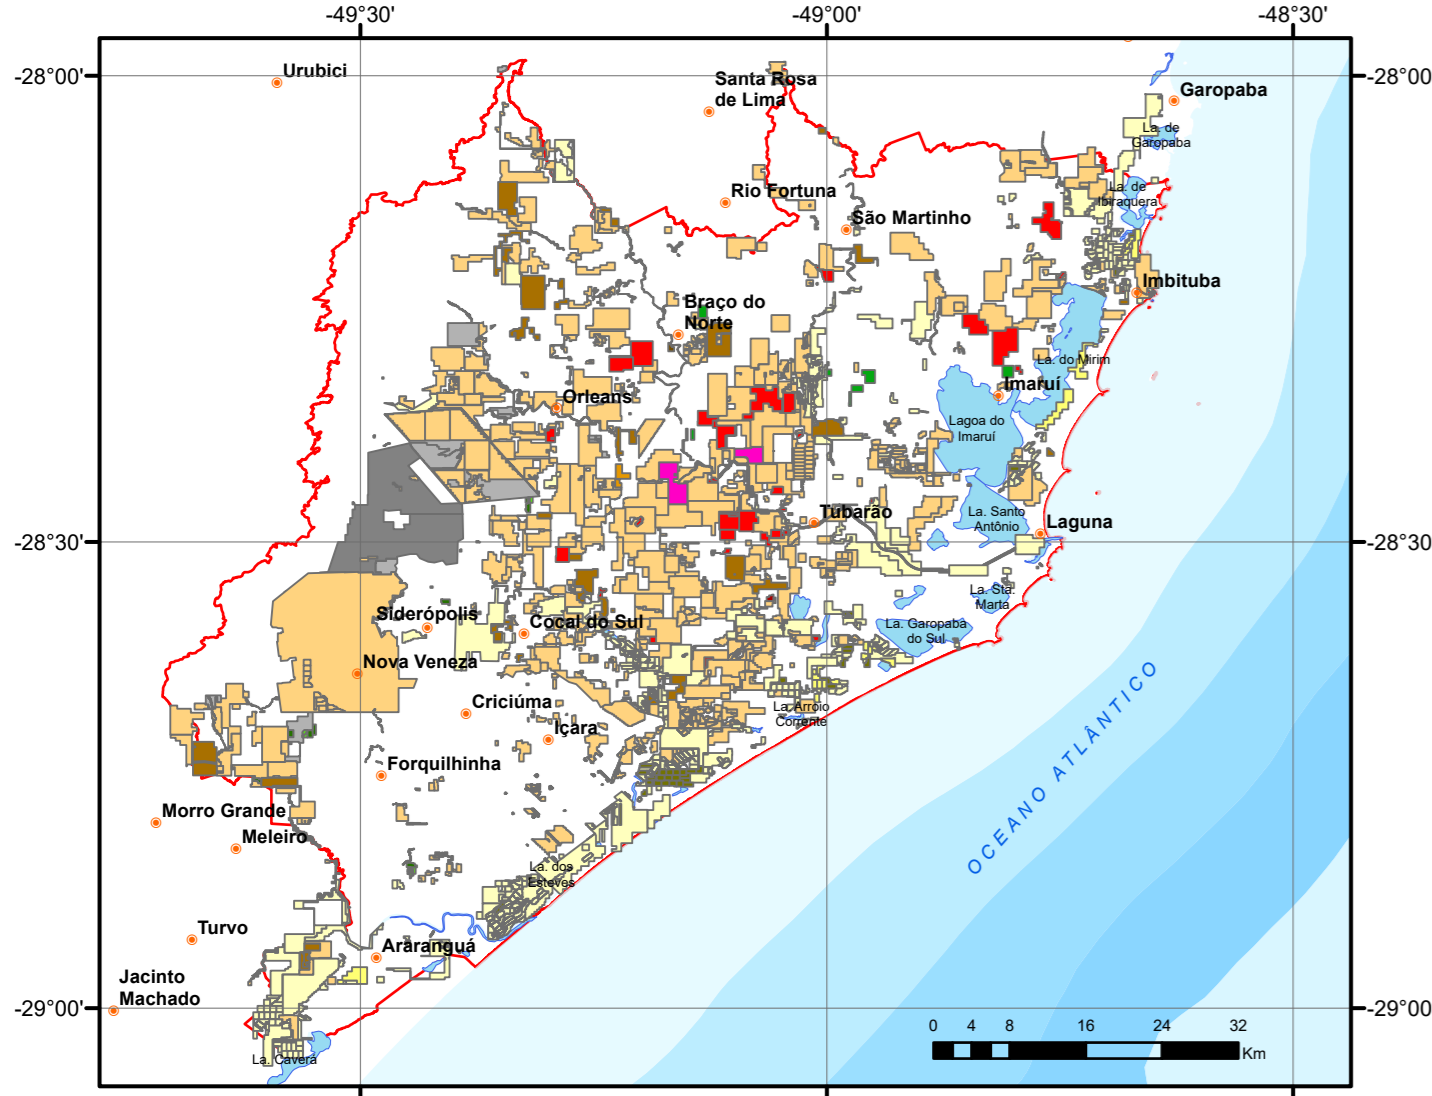 -49°30'
-49°00'
-48°30'
-28°00'
-28°00
Urubici
Santa Rosa
de Lima
Garopaba
La. de
Garopaba
Rio Fortuna
La. de
Ibiraquera
São Martinho
Imbituba
Braço do
Norte
La. do Mirim
Imaruí
Orleans
Lagoa do
Imaruí
Tubarão
La. Santo
Antônio
Laguna
-28°30'
-28°30
La. Sta.
Marta
Siderópolis
Cocal do Sul
La. Garopaba
do Sul
Nova Veneza
Criciúma
La. Arroio
Corrente
Içara
Forquilhinha
OCEANO ATLÂNTICO
Morro Grande
Meleiro
La. dos
Esteves
Turvo
Araranguá
Jacinto
Machado
-29°00'
-29°00
0 4 8 16 24 32
Km
La. Caverá